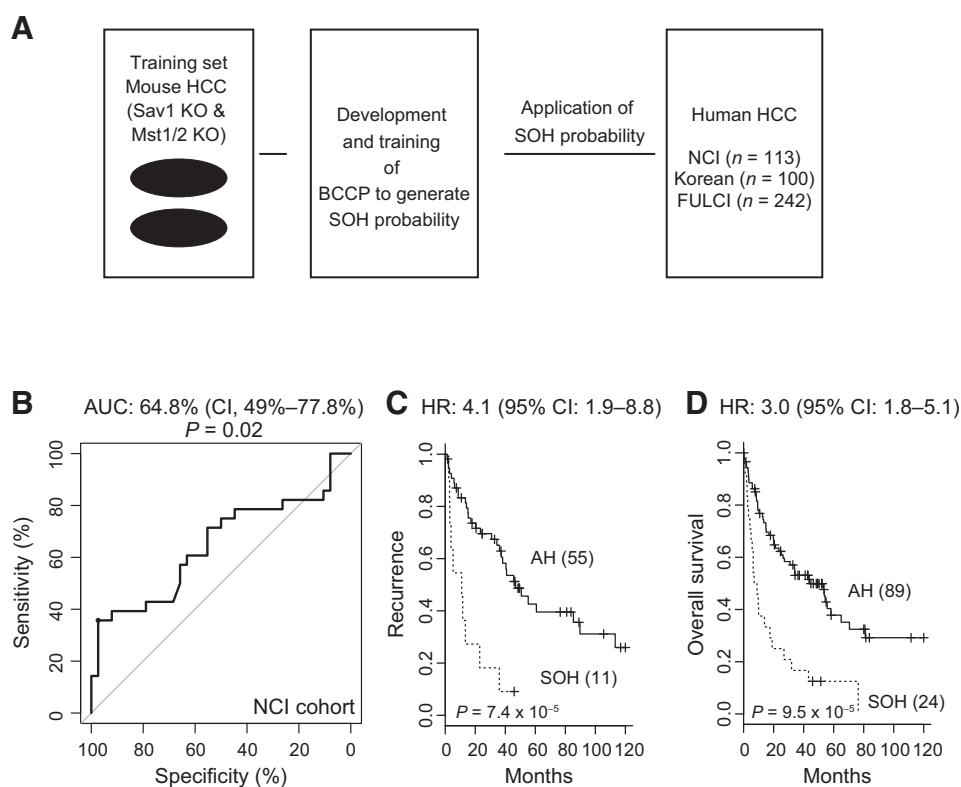 A
Training set
Mouse HCC
(Sav1 KO &
Mst1/2 KO)
Development
and training
of
BCCP to generate
SOH probability
Application of
SOH probability
Human HCC
NCI (n = 113)
Korean (n = 100)
FULCI (n = 242)
B
AUC: 64.8% (CI, 49%–77.8%)
P = 0.02
Sensitivity (%)
100
80
60
40
20
0
NCI cohort
100 80 60 40 20 0
Specificity (%)
C
HR: 4.1 (95% CI: 1.9–8.8)
Recurrence
1.0
0.8
0.6
0.4
0.2
0.0
AH (55)
SOH (11)
P = 7.4 x 10⁻⁵
0 20 40 60 80 100 120
Months
D
HR: 3.0 (95% CI: 1.8–5.1)
Overall survival
1.0
0.8
0.6
0.4
0.2
0.0
AH (89)
SOH (24)
P = 9.5 x 10⁻⁵
0 20 40 60 80 100 120
Months